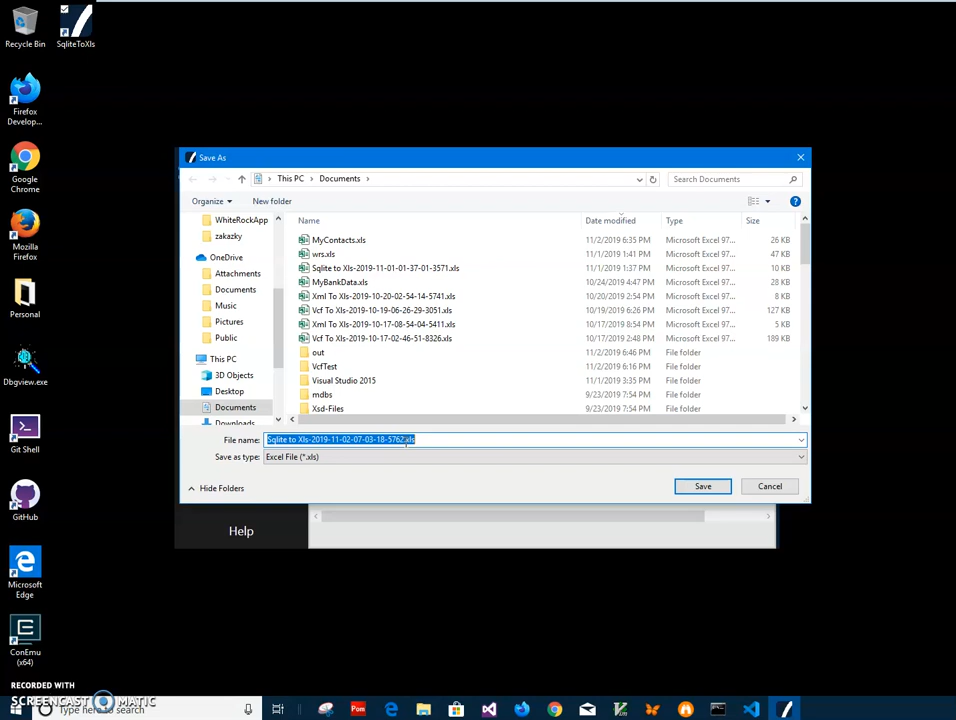 Recycle Bin
SqliteToXls
Firefox
Develop...
Google
Chrome
Mozilla
Firefox
Personal
Dbgview.exe
Git Shell
GitHub
Microsoft
Edge
ConEmu
(x64)
Save As
This PC
Documents
Search Documents
Organize
New folder
WhiteRockApp
zakazky
OneDrive
Attachments
Documents
Music
Pictures
Public
This PC
3D Objects
Desktop
Documents
Downloads
Name Date modified Type Size
MyContacts.xls 11/2/2019 6:35 PM Microsoft Excel 97... 26 KB
wrs.xls 11/1/2019 1:41 PM Microsoft Excel 97... 47 KB
Sqlite to Xls-2019-11-01-01-37-01-3571.xls 11/1/2019 1:37 PM Microsoft Excel 97... 8 KB
MyBankData.xls 10/24/2019 4:47 PM Microsoft Excel 97... 28 KB
Xml To Xls-2019-10-20-02-54-14-5741.xls 10/20/2019 2:54 PM Microsoft Excel 97... 8 KB
Vcf To Xls-2019-10-19-06-26-29-3051.xls 10/19/2019 6:26 PM Microsoft Excel 97... 127 KB
Xml To Xls-2019-10-17-08-54-04-5411.xls 10/17/2019 8:54 PM Microsoft Excel 97... 5 KB
Vcf To Xls-2019-10-17-02-46-51-8326.xls 10/17/2019 2:48 PM Microsoft Excel 97... 189 KB
out 11/2/2019 6:46 PM File folder
VcfTest 11/2/2019 6:16 PM File folder
Visual Studio 2015 11/1/2019 3:35 PM File folder
mdbs 9/23/2019 7:54 PM File folder
Xsd-Files 9/23/2019 7:54 PM File folder
File name: Sqlite to Xls-2019-11-02-07-03-18-5762.xls
Save as type: Excel File (*.xls)
Hide Folders
Save
Cancel
Help
RECORDED WITH
SCREENCAST MATIC
Type here to search
Pom